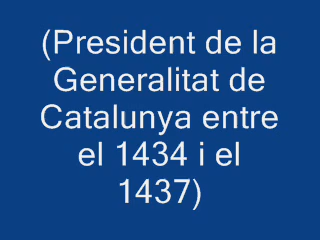 (President de la
Generalitat de
Catalunya entre
el 1434 i el
1437)